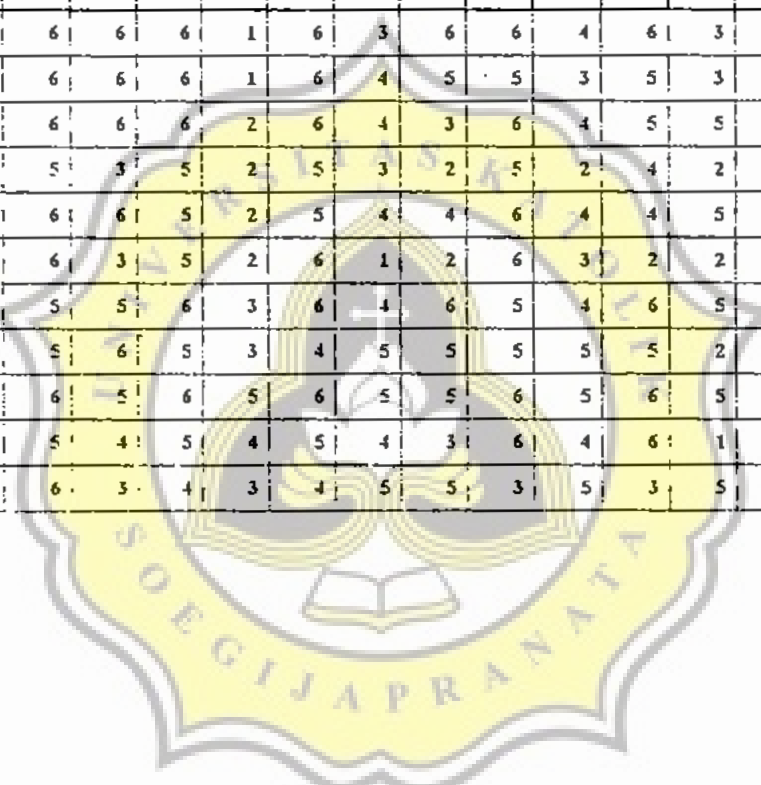 6 6 6 1 6 3 6 6 4 6 3
6 6 6 1 6 4 5 5 3 5 3
6 6 6 2 6 4 3 6 4 5 5
5 3 5 2 5 3 2 5 2 4 2
6 6 5 2 5 4 4 6 4 4 5
6 3 5 2 6 1 2 6 3 2 2
5 5 6 3 6 4 6 5 4 6 5
5 6 5 3 4 5 5 5 5 5 2
6 5 6 5 6 5 5 6 5 6 5
5 4 5 4 5 4 3 6 4 6 1
6 4 3 4 5 5 3 5 3 5
UNIVERSITAS KATOLIK
SOEGIJAPRANATA